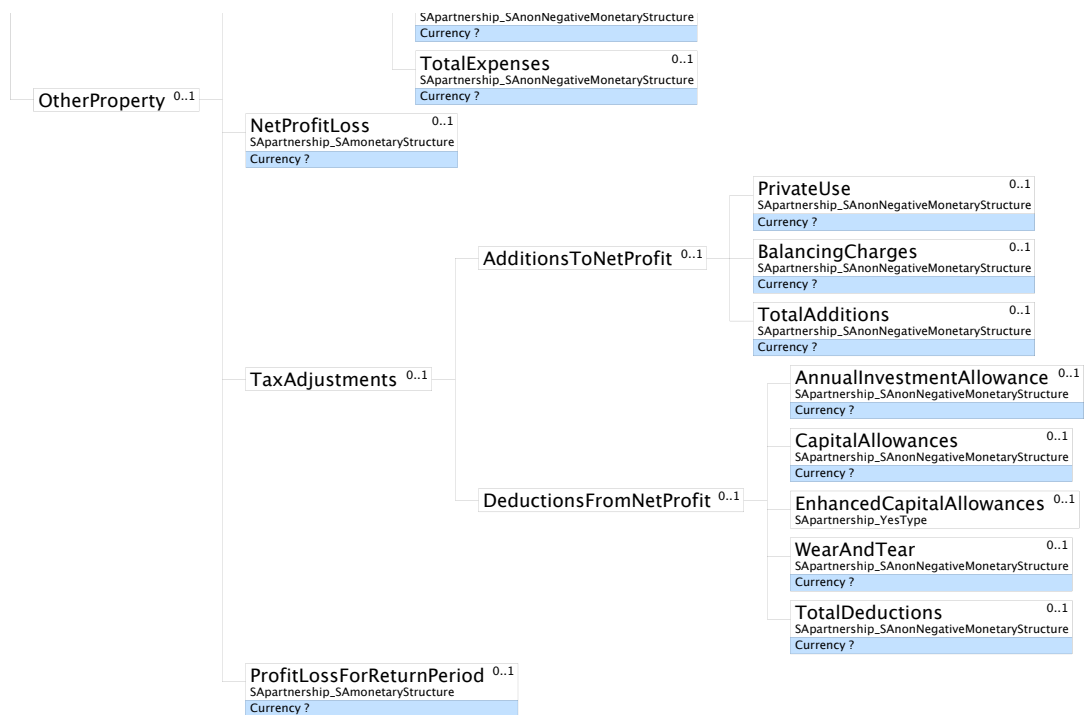 SApartnership_SAnonNegativeMonetaryStructure
Currency ?
TotalExpenses 0..1
SApartnership_SAnonNegativeMonetaryStructure
Currency ?
OtherProperty 0..1
NetProfitLoss 0..1
SApartnership_SAmonetaryStructure
Currency ?
PrivateUse 0..1
SApartnership_SAnonNegativeMonetaryStructure
Currency ?
AdditionsToNetProfit 0..1
BalancingCharges 0..1
SApartnership_SAnonNegativeMonetaryStructure
Currency ?
TotalAdditions 0..1
SApartnership_SAnonNegativeMonetaryStructure
Currency ?
TaxAdjustments 0..1
AnnualInvestmentAllowance 0..1
SApartnership_SAnonNegativeMonetaryStructure
Currency ?
CapitalAllowances 0..1
SApartnership_SAnonNegativeMonetaryStructure
Currency ?
DeductionsFromNetProfit 0..1
EnhancedCapitalAllowances 0..1
SApartnership_YesType
WearAndTear 0..1
SApartnership_SAnonNegativeMonetaryStructure
Currency ?
TotalDeductions 0..1
SApartnership_SAnonNegativeMonetaryStructure
Currency ?
ProfitLossForReturnPeriod 0..1
SApartnership_SAmonetaryStructure
Currency ?